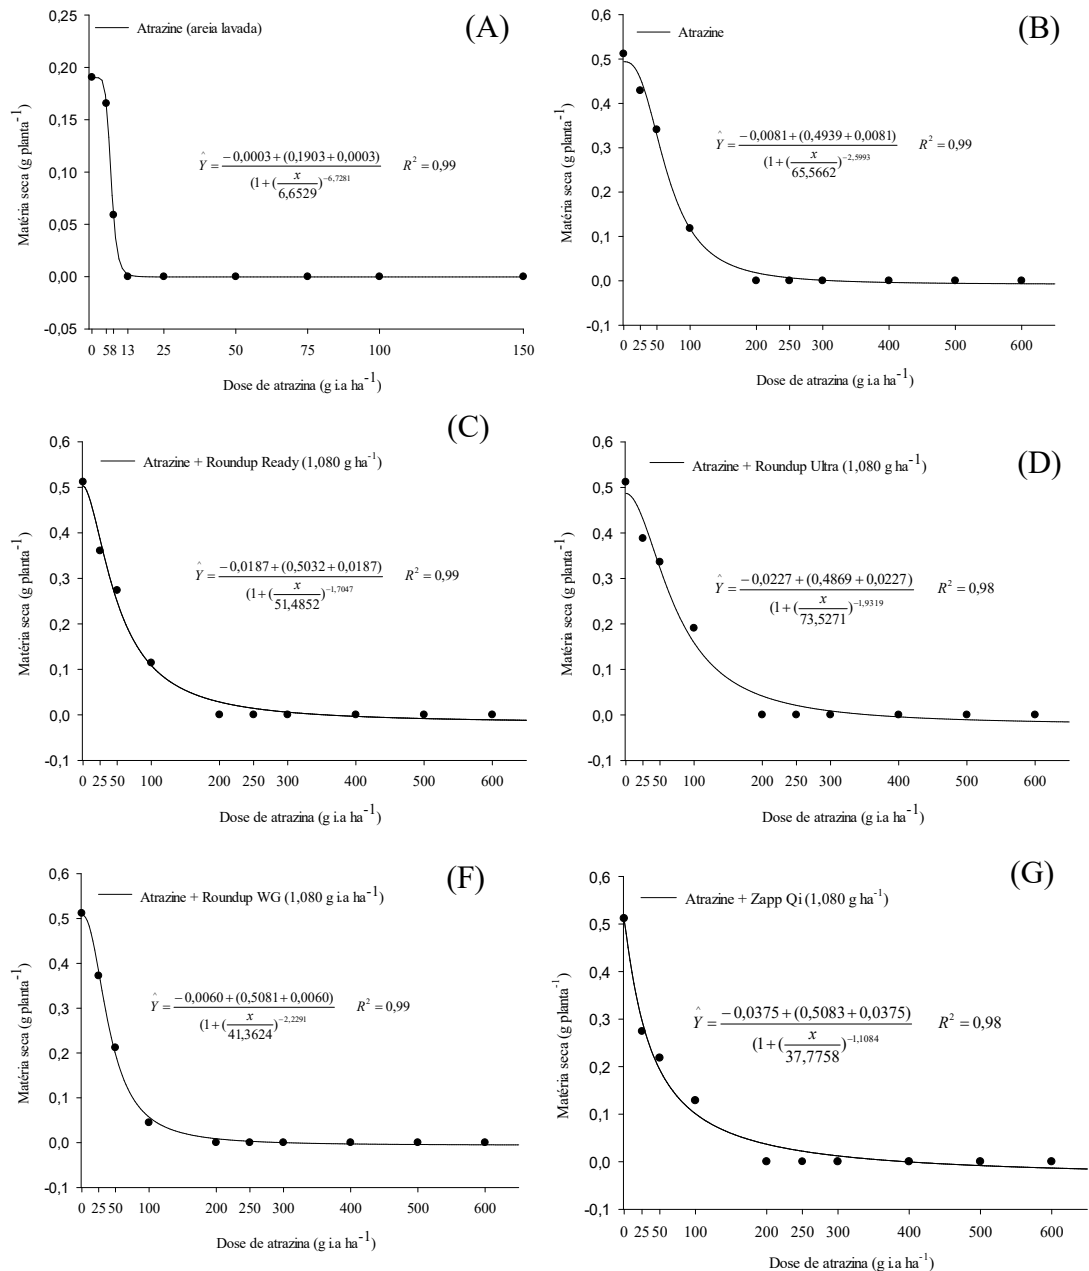 (A)
Atrazine (areia lavada)
0,25
0,20
0,15
0,10
0,05
0,00
-0,05
Matéria seca (g planta-1)
Ŷ = −0,0003 + (0,1903 + 0,0003) / (1 + (x / 6,6529)^−6,7281) R² = 0,99
0 5 8 13 25 50 75 100 150
Dose de atrazina (g i.a ha-1)
(B)
Atrazine
0,6
0,5
0,4
0,3
0,2
0,1
0,0
-0,1
Matéria seca (g planta-1)
Ŷ = −0,0081 + (0,4939 + 0,0081) / (1 + (x / 65,5662)^−2,5993) R² = 0,99
0 25 50 100 200 250 300 400 500 600
Dose de atrazina (g i.a ha-1)
(C)
Atrazine + Roundup Ready (1,080 g ha-1)
0,6
0,5
0,4
0,3
0,2
0,1
0,0
-0,1
Matéria seca (g planta-1)
Ŷ = −0,0187 + (0,5032 + 0,0187) / (1 + (x / 51,4852)^−1,7047) R² = 0,99
0 25 50 100 200 250 300 400 500 600
Dose de atrazina (g i.a ha-1)
(D)
Atrazine + Roundup Ultra (1,080 g ha-1)
0,6
0,5
0,4
0,3
0,2
0,1
0,0
-0,1
Matéria seca (g planta-1)
Ŷ = −0,0227 + (0,4869 + 0,0227) / (1 + (x / 73,5271)^−1,9319) R² = 0,98
0 25 50 100 200 250 300 400 500 600
Dose de atrazina (g i.a ha-1)
(F)
Atrazine + Roundup WG (1,080 g i.a ha-1)
0,6
0,5
0,4
0,3
0,2
0,1
0,0
-0,1
Matéria seca (g planta-1)
Ŷ = −0,0060 + (0,5081 + 0,0060) / (1 + (x / 41,3624)^−2,2291) R² = 0,99
0 25 50 100 200 250 300 400 500 600
Dose de atrazina (g i.a ha-1)
(G)
Atrazine + Zapp Qi (1,080 g ha-1)
0,6
0,5
0,4
0,3
0,2
0,1
0,0
-0,1
Matéria seca (g planta-1)
Ŷ = −0,0375 + (0,5083 + 0,0375) / (1 + (x / 37,7758)^−1,1084) R² = 0,98
0 25 50 100 200 250 300 400 500 600
Dose de atrazina (g i.a ha-1)